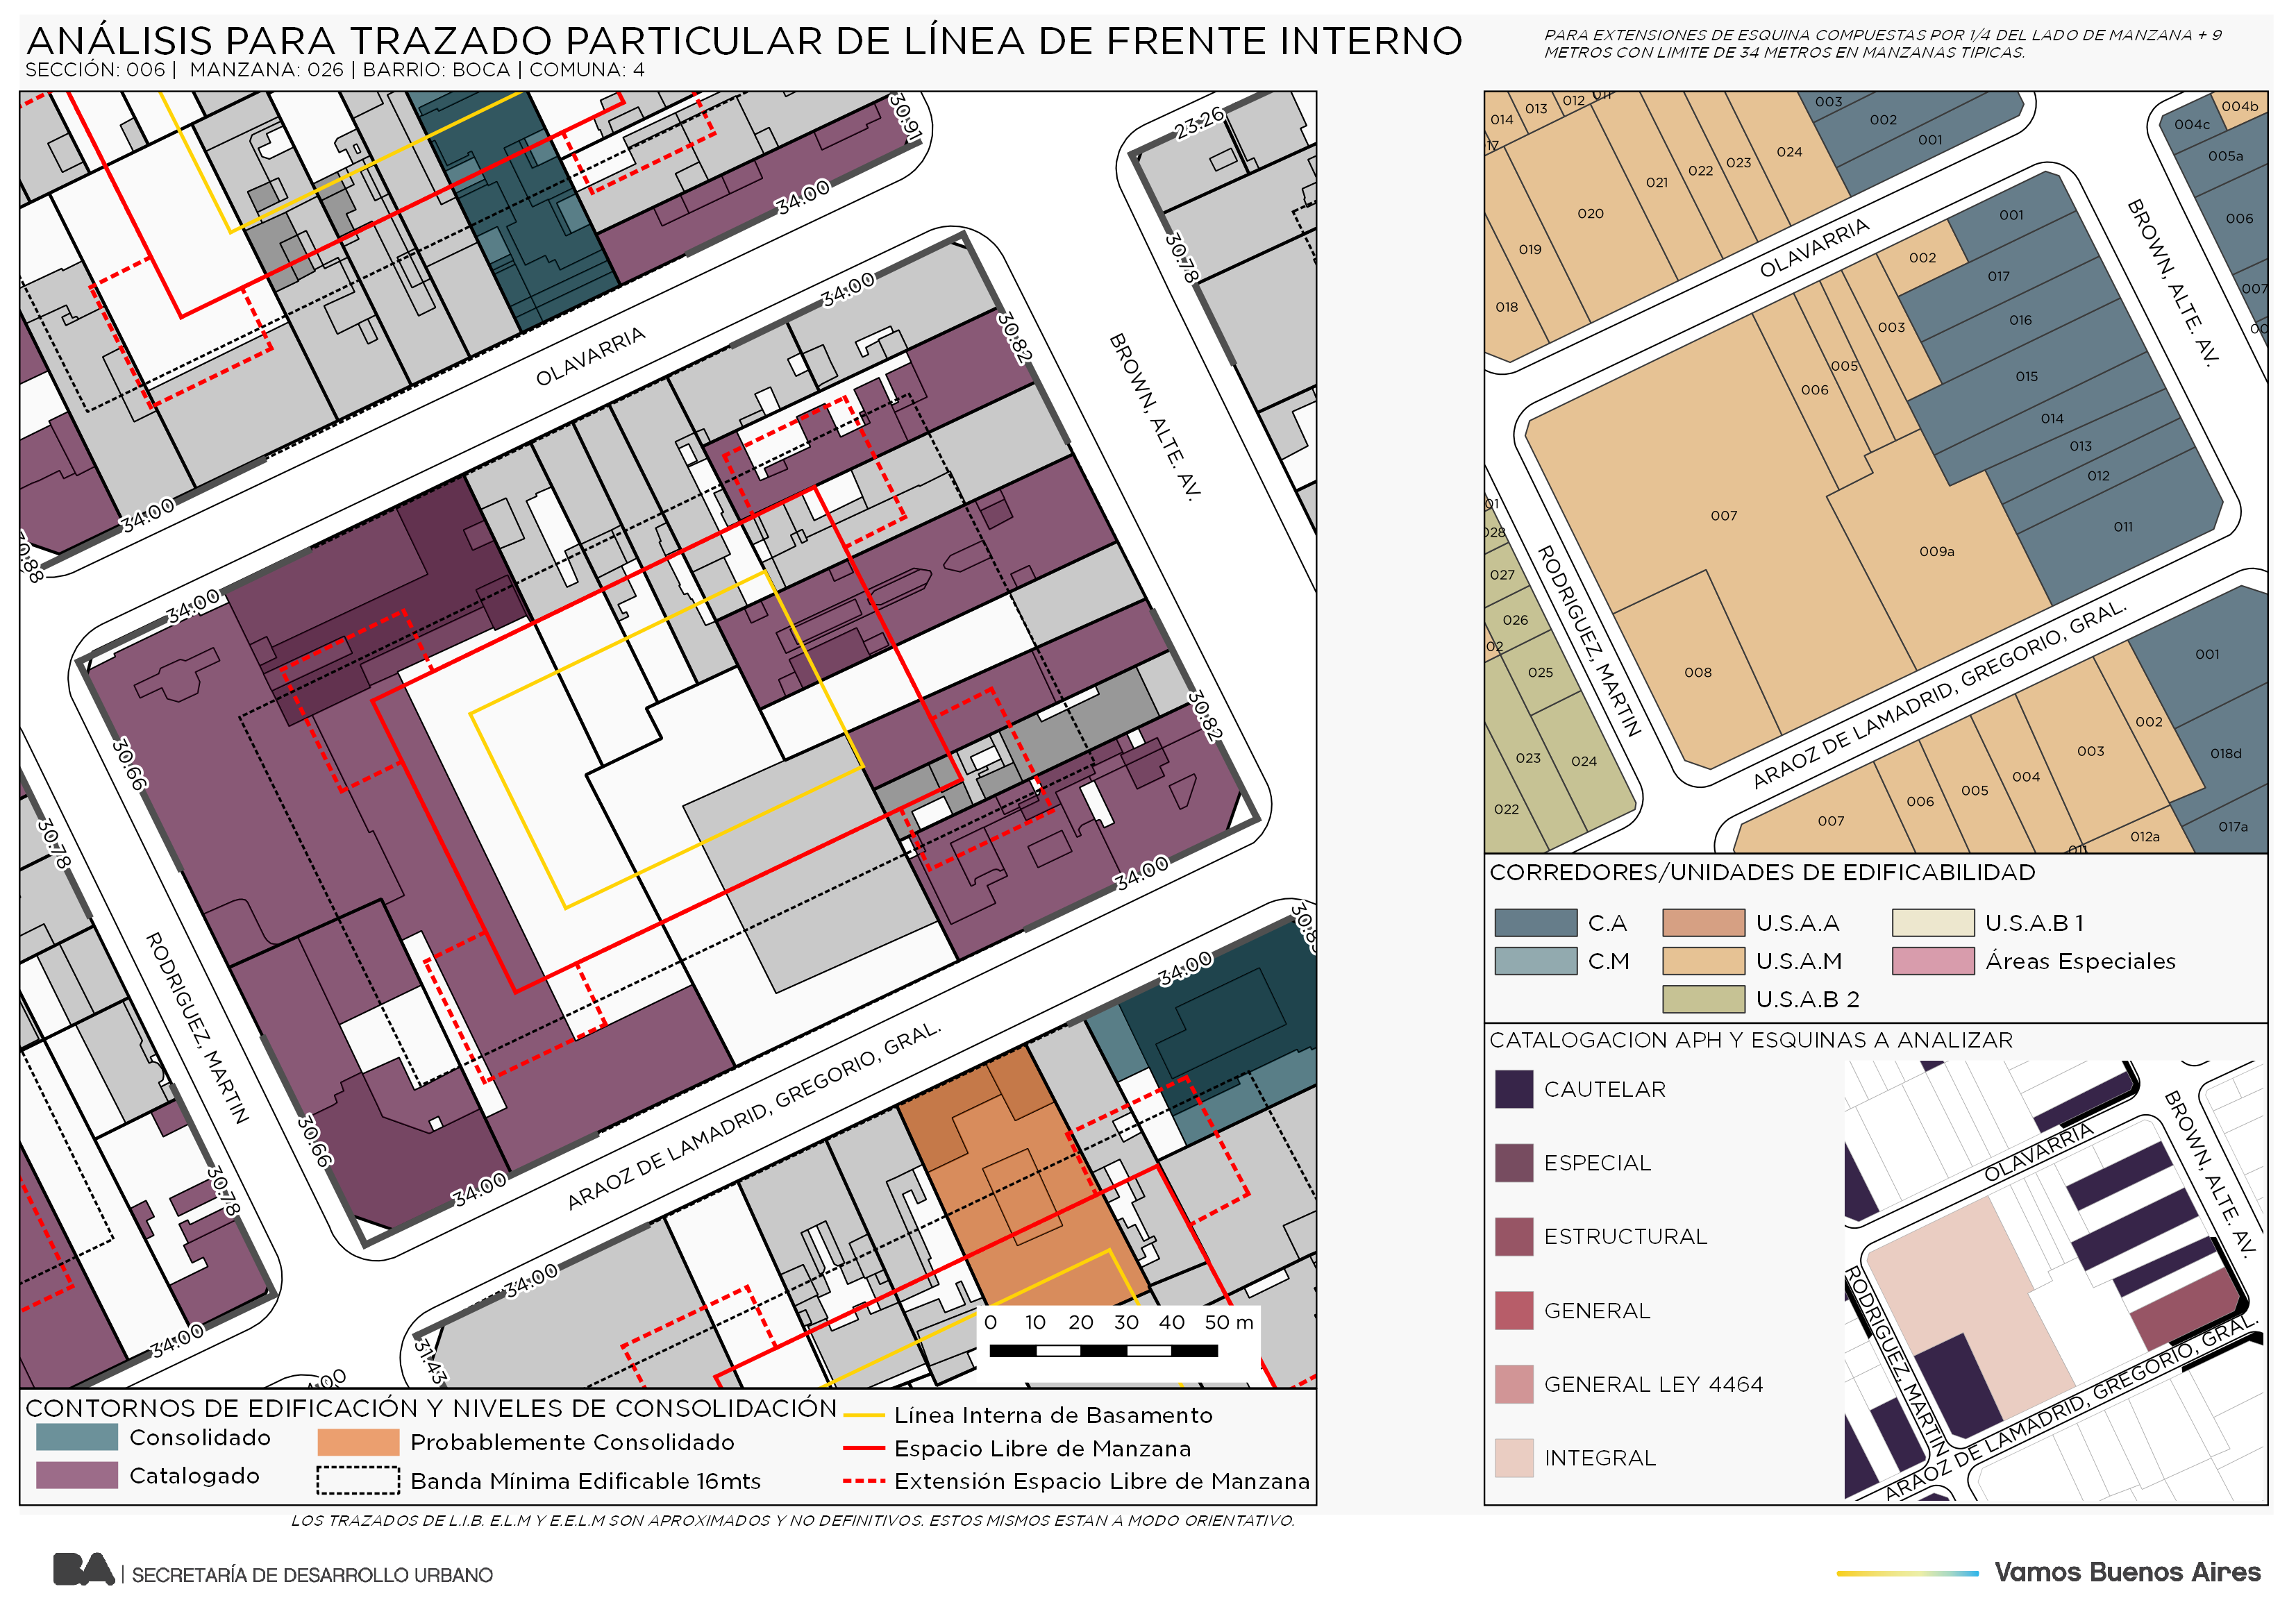 ANÁLISIS PARA TRAZADO PARTICULAR DE LÍNEA DE FRENTE INTERNO
SECCIÓN: 006 | MANZANA: 026 | BARRIO: BOCA | COMUNA: 4
PARA EXTENSIONES DE ESQUINA COMPUESTAS POR 1/4 DEL LADO DE MANZANA + 9
METROS CON LIMITE DE 34 METROS EN MANZANAS TIPICAS.
30.91
34.00
23.26
30.78
34.00
30.82
OLAVARRIA
BROWN, ALTE. AV.
34.00
30.88
34.00
30.66
30.78
30.82
34.00
RODRIGUEZ, MARTIN
34.00
30.66
34.00
30.78
ARAOZ DE LAMADRID, GREGORIO, GRAL.
34.00
34.00
31.43
0 10 20 30 40 50 m
CONTORNOS DE EDIFICACIÓN Y NIVELES DE CONSOLIDACIÓN
Consolidado
Catalogado
Probablemente Consolidado
Banda Mínima Edificable 16mts
Línea Interna de Basamento
Espacio Libre de Manzana
Extensión Espacio Libre de Manzana
LOS TRAZADOS DE L.I.B. E.L.M Y E.E.L.M SON APROXIMADOS Y NO DEFINITIVOS. ESTOS MISMOS ESTAN A MODO ORIENTATIVO.
014
013
012
003
002
001
004c
004b
005a
006
007
17
021
022
023
024
020
019
018
OLAVARRIA
BROWN, ALTE. AV.
001
002
017
016
003
005
006
015
014
013
012
011
007
009a
008
028
027
026
025
023
024
022
RODRIGUEZ, MARTIN
ARAOZ DE LAMADRID, GREGORIO, GRAL.
001
002
003
004
005
006
007
018d
017a
012a
CORREDORES/UNIDADES DE EDIFICABILIDAD
C.A
C.M
U.S.A.A
U.S.A.M
U.S.A.B 2
U.S.A.B 1
Áreas Especiales
CATALOGACION APH Y ESQUINAS A ANALIZAR
CAUTELAR
ESPECIAL
ESTRUCTURAL
GENERAL
GENERAL LEY 4464
INTEGRAL
OLAVARRIA
BROWN, ALTE. AV.
RODRIGUEZ, MARTIN
ARAOZ DE LAMADRID, GREGORIO, GRAL.
BA | SECRETARÍA DE DESARROLLO URBANO
Vamos Buenos Aires